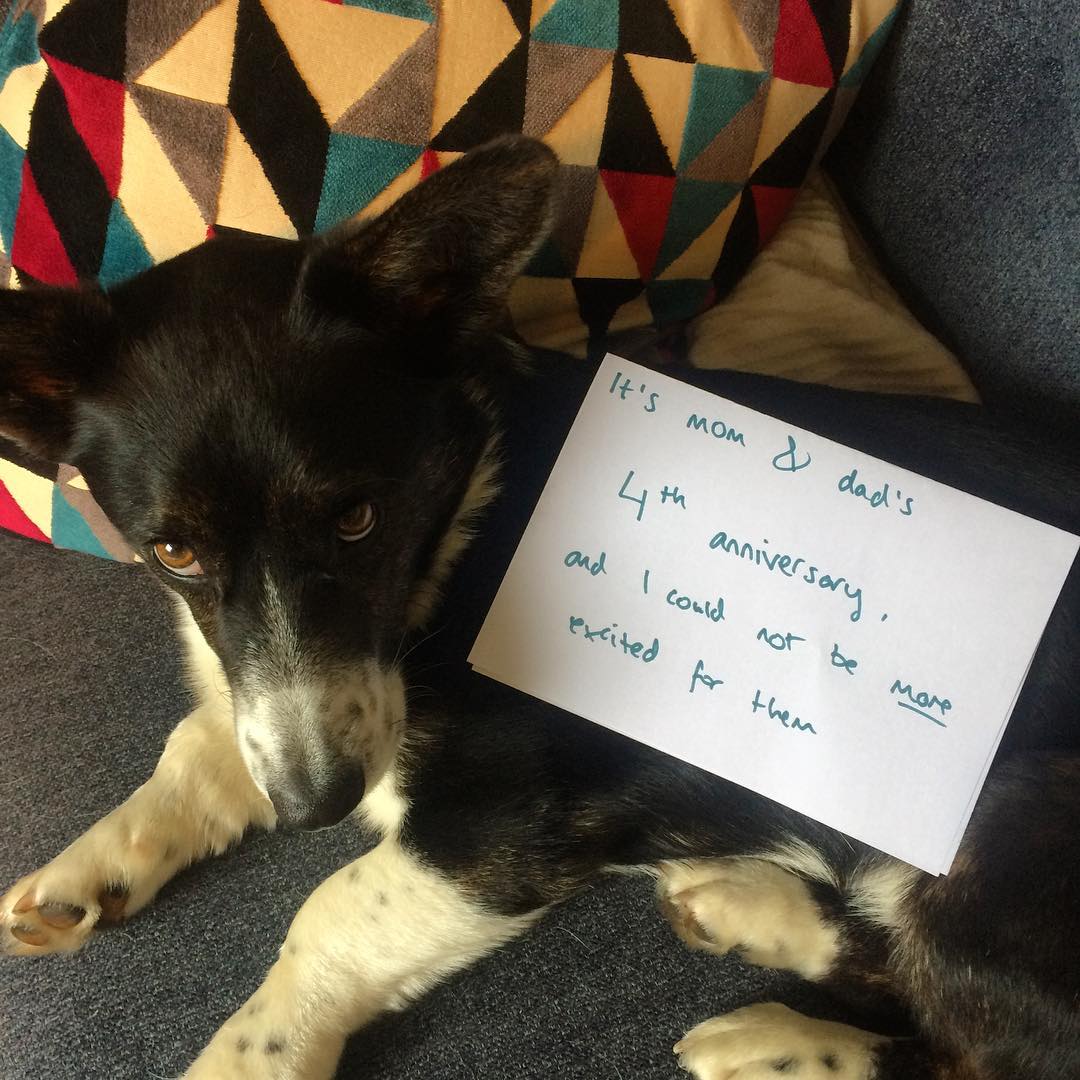 It's mom & dad's
4th anniversary,
and I could not be more
excited for them